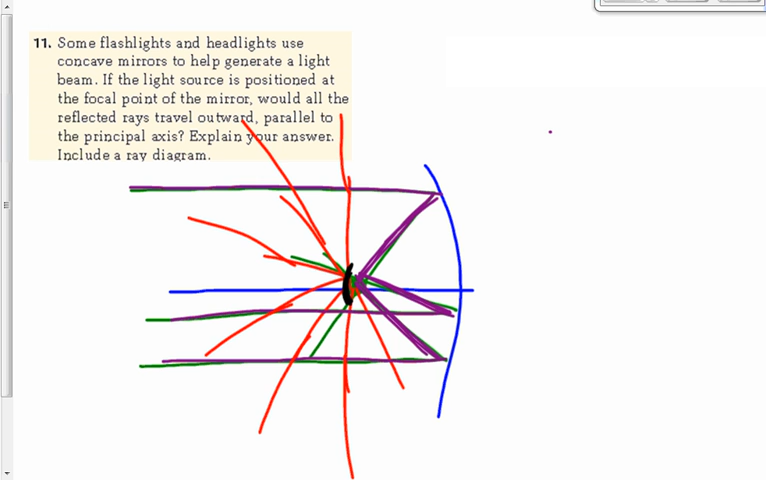 11. Some flashlights and headlights use
concave mirrors to help generate a light
beam. If the light source is positioned at
the focal point of the mirror, would all the
reflected rays travel outward, parallel to
the principal axis? Explain your answer.
Include a ray diagram.